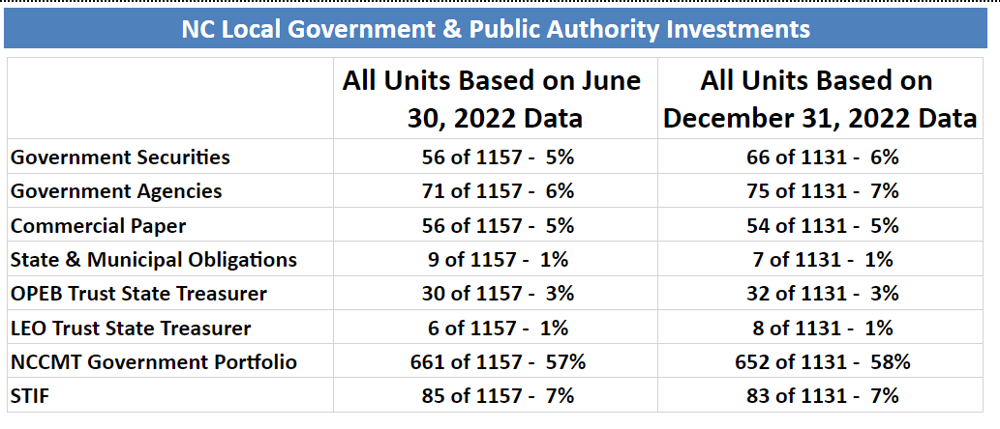 NC Local Government & Public Authority Investments
All Units Based on June 30, 2022 Data
All Units Based on December 31, 2022 Data
Government Securities 56 of 1157 - 5% 66 of 1131 - 6%
Government Agencies 71 of 1157 - 6% 75 of 1131 - 7%
Commercial Paper 56 of 1157 - 5% 54 of 1131 - 5%
State & Municipal Obligations 9 of 1157 - 1% 7 of 1131 - 1%
OPEB Trust State Treasurer 30 of 1157 - 3% 32 of 1131 - 3%
LEO Trust State Treasurer 6 of 1157 - 1% 8 of 1131 - 1%
NCCMT Government Portfolio 661 of 1157 - 57% 652 of 1131 - 58%
STIF 85 of 1157 - 7% 83 of 1131 - 7%